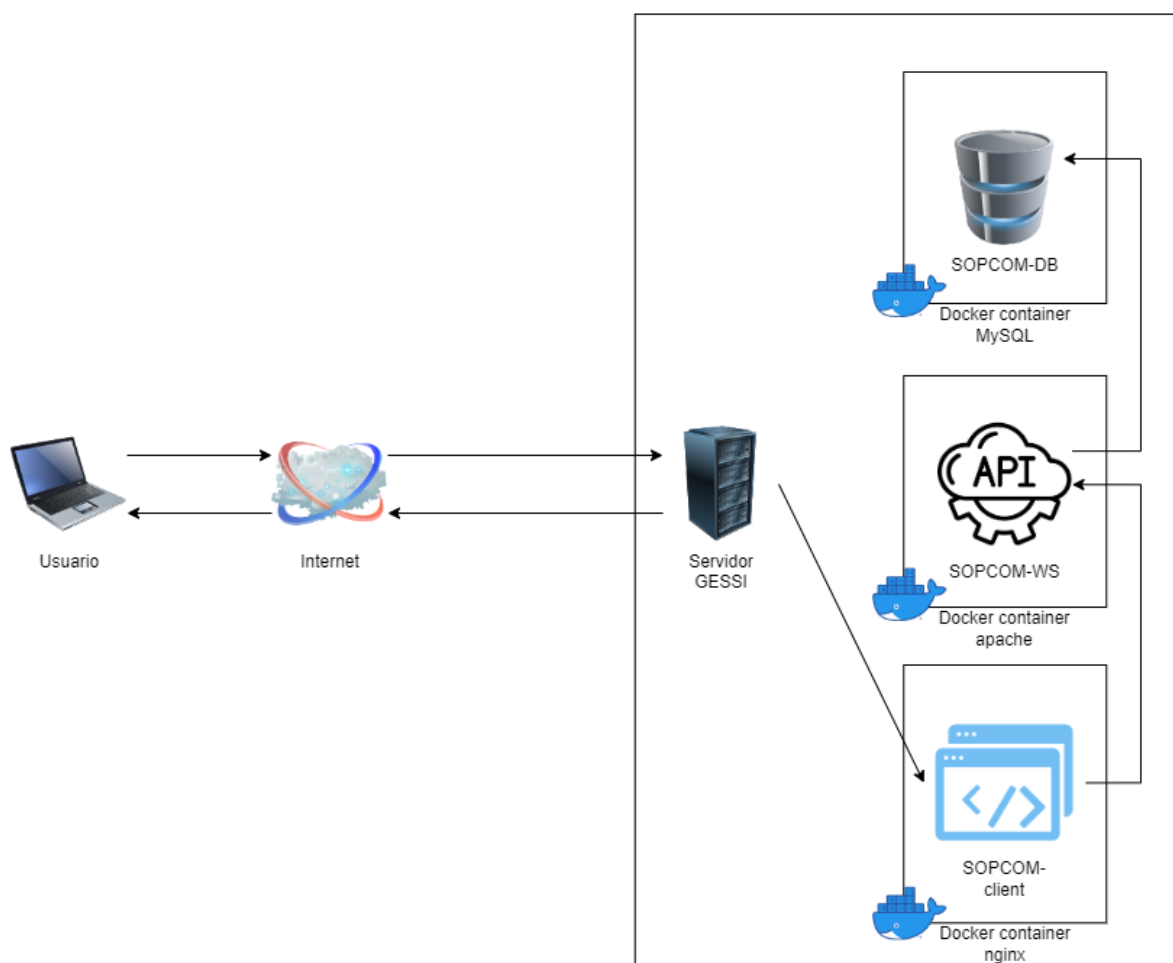 SOPCOM-DB
Docker container
MySQL
API
SOPCOM-WS
Docker container
apache
Usuario
Internet
Servidor
GESSI
</>
SOPCOM-
client
Docker container
nginx